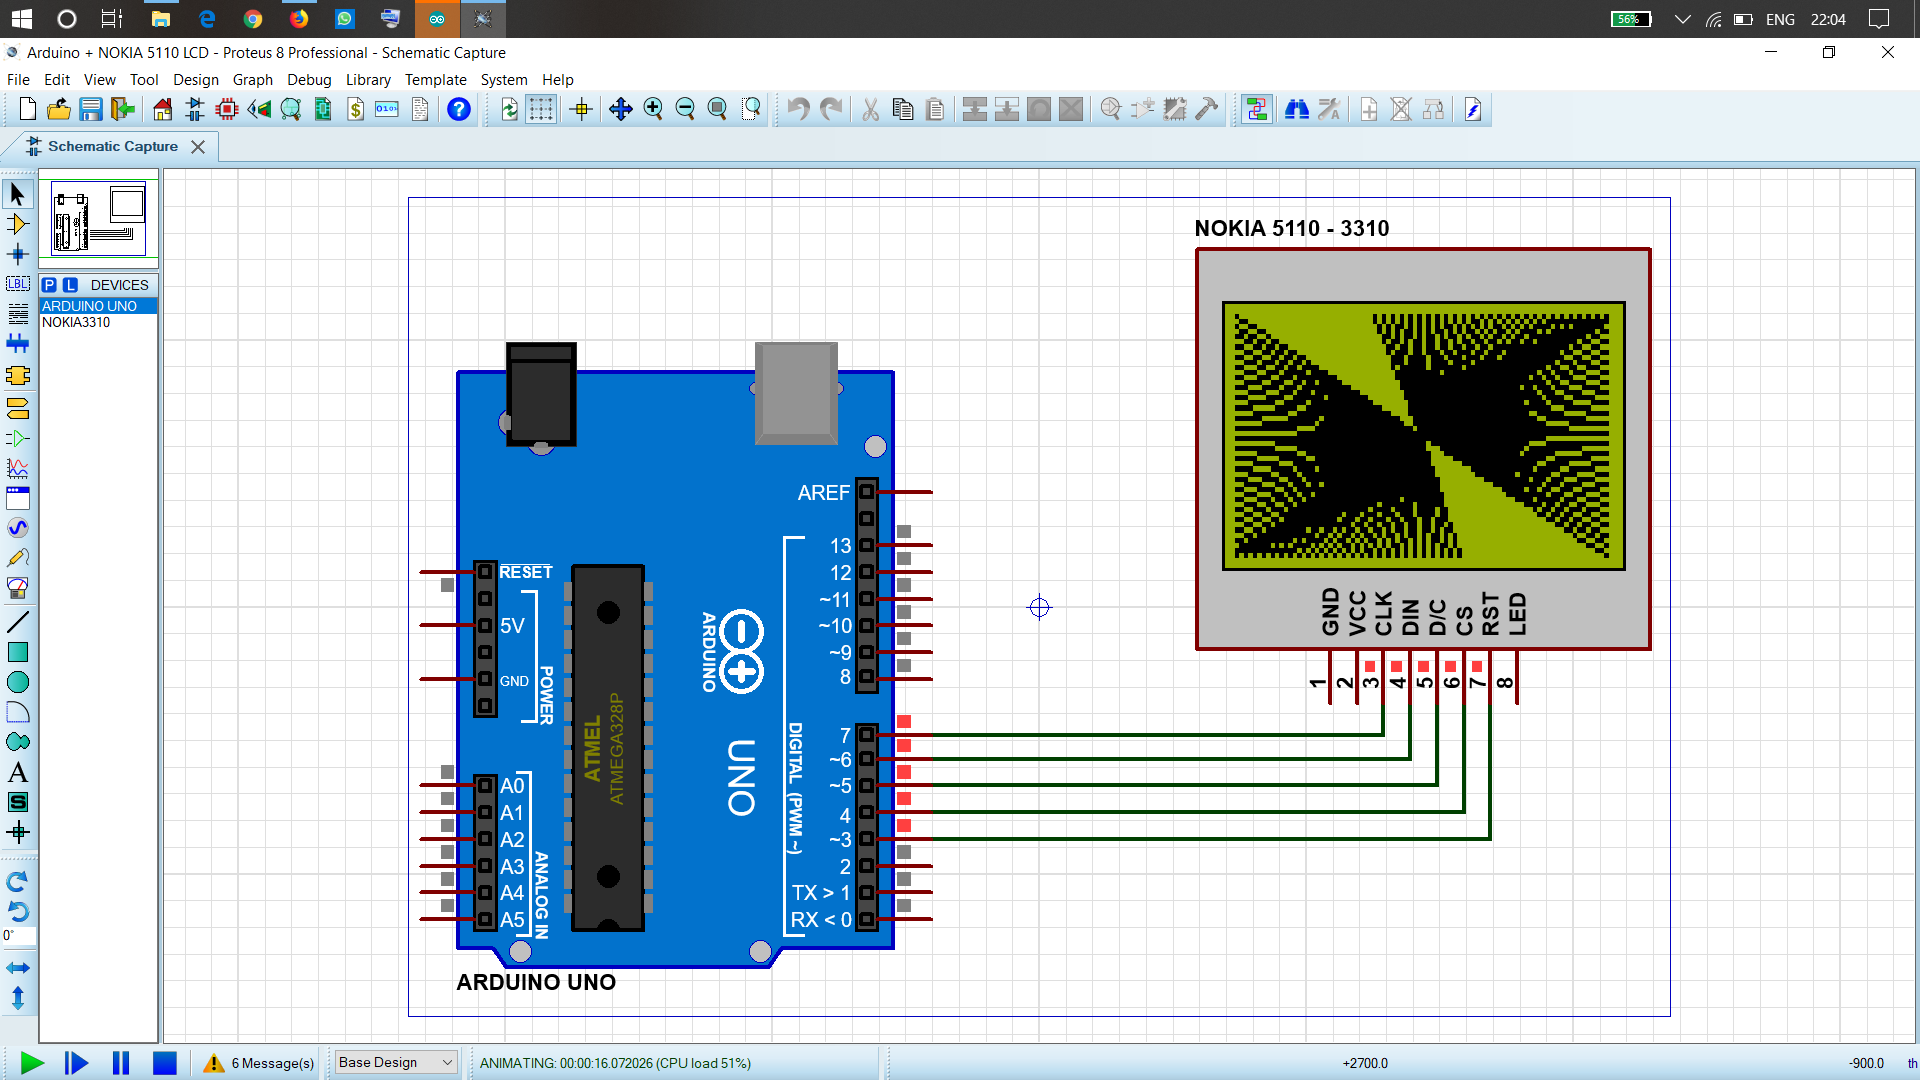 56%
ENG
22:04
Arduino + NOKIA 5110 LCD - Proteus 8 Professional - Schematic Capture
File Edit View Tool Design Graph Debug Library Template System Help
Schematic Capture
P L DEVICES
ARDUINO UNO
NOKIA3310
LBL
A
S
0°
NOKIA 5110 - 3310
GND
VCC
CLK
DIN
D/C
CS
RST
LED
1
2
3
4
5
6
7
8
AREF
13
12
~11
~10
~9
8
7
~6
~5
4
~3
2
TX > 1
RX < 0
DIGITAL (PWM ~)
RESET
5V
GND
POWER
A0
A1
A2
A3
A4
A5
ANALOG IN
ATMEL
ATMEGA328P
ARDUINO
UNO
ARDUINO UNO
6 Message(s)
Base Design
ANIMATING: 00:00:16.072026 (CPU load 51%)
+2700.0
-900.0
th